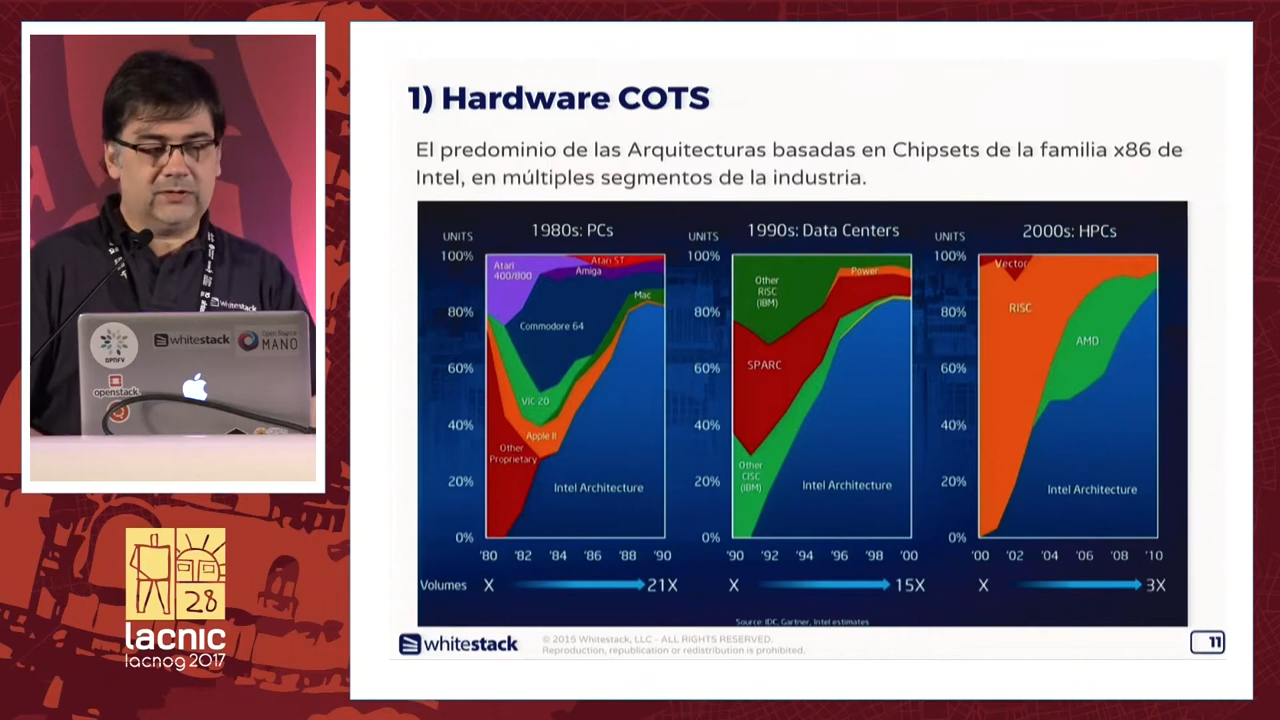 1) Hardware COTS
El predominio de las Arquitecturas basadas en Chipsets de la familia x86 de
Intel, en múltiples segmentos de la industria.
UNITS
1980s: PCs
100%
80%
60%
40%
20%
0%
Atari
400/800
Atari ST
Amiga
Mac
Commodore 64
VIC 20
Apple II
Other
Proprietary
Intel Architecture
'80 '82 '84 '86 '88 '90
UNITS
1990s: Data Centers
100%
80%
60%
40%
20%
0%
Other
RISC
(IBM)
Power
SPARC
Other
CISC
(IBM)
Intel Architecture
'90 '92 '94 '96 '98 '00
UNITS
2000s: HPCs
100%
80%
60%
40%
20%
0%
Vector
RISC
AMD
Intel Architecture
'00 '02 '04 '06 '08 '10
Volumes X 21X
X 15X
X 3X
Source: IDC, Gartner, Intel estimates
whitestack
© 2015 Whitestack, LLC - ALL RIGHTS RESERVED.
Reproduction, republication or redistribution is prohibited.
11
whitestack
OPNFV
whitestack
Open Source
MANO
openstack
28
lacnic
lacnog 2017